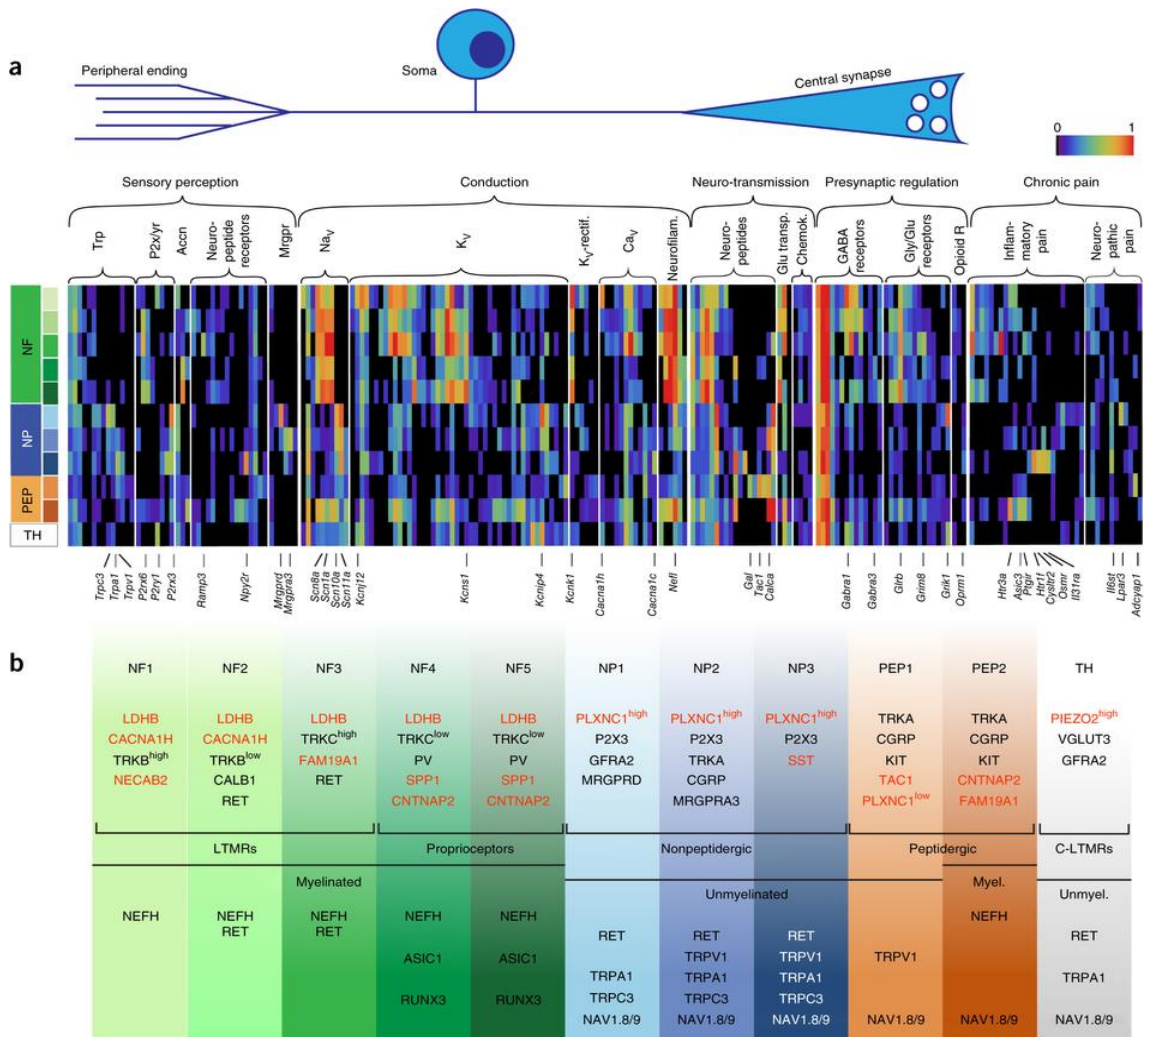 a
Peripheral ending
Soma
Central synapse
0 1
Sensory perception Conduction Neuro-transmission Presynaptic regulation Chronic pain
Trp
P2x/yr
Accn
Neuro-
peptide
receptors
Mrgpr
Nav
Kv
Kv-rectif.
Cav
Neurofilam.
Neuro-
peptides
Glu transp.
Chemok.
GABA
receptors
Gly/Glu
receptors
Opioid R
Inflam-
matory
pain
Neuro-
pathic
pain
NF
NP
PEP
TH
Trpc3
Trpa1
Trpv1
P2rx6
P2ry1
P2rx3
Ramp3
Npy2r
Mrgprd
Mrgpra3
Scn8a
Scn1a
Scn10a
Scn11a
Kcnj12
Kcns1
Kcnip4
Kcnk1
Cacna1h
Cacna1c
Nefl
Gal
Tac1
Calca
Gabra1
Gabra3
Glrb
Grim8
Grik1
Oprm1
Htr3a
Asic3
Ptgir
Htr1f
Cysltr2
Osmr
Il31ra
Il6st
Lpar3
Adcyap1
b
NF1 NF2 NF3 NF4 NF5 NP1 NP2 NP3 PEP1 PEP2 TH
LDHB LDHB LDHB LDHB LDHB PLXNC1high PLXNC1high PLXNC1high TRKA TRKA PIEZO2high
CACNA1H CACNA1H TRKChigh TRKClow TRKClow P2X3 P2X3 P2X3 CGRP CGRP VGLUT3
TRKBhigh TRKBlow FAM19A1 PV PV GFRA2 TRKA SST KIT KIT GFRA2
NECAB2 CALB1 RET SPP1 SPP1 MRGPRD CGRP TAC1 CNTNAP2
RET CNTNAP2 CNTNAP2 MRGPRA3 PLXNC1low FAM19A1
LTMRs Proprioceptors Nonpeptidergic Peptidergic C-LTMRs
Myelinated Unmyelinated Myel. Unmyel.
NEFH NEFH NEFH NEFH NEFH NEFH
RET RET RET RET RET RET
ASIC1 ASIC1 TRPV1 TRPV1 TRPV1
TRPA1 TRPA1 TRPA1 TRPA1
RUNX3 RUNX3 TRPC3 TRPC3 TRPC3
NAV1.8/9 NAV1.8/9 NAV1.8/9 NAV1.8/9 NAV1.8/9 NAV1.8/9